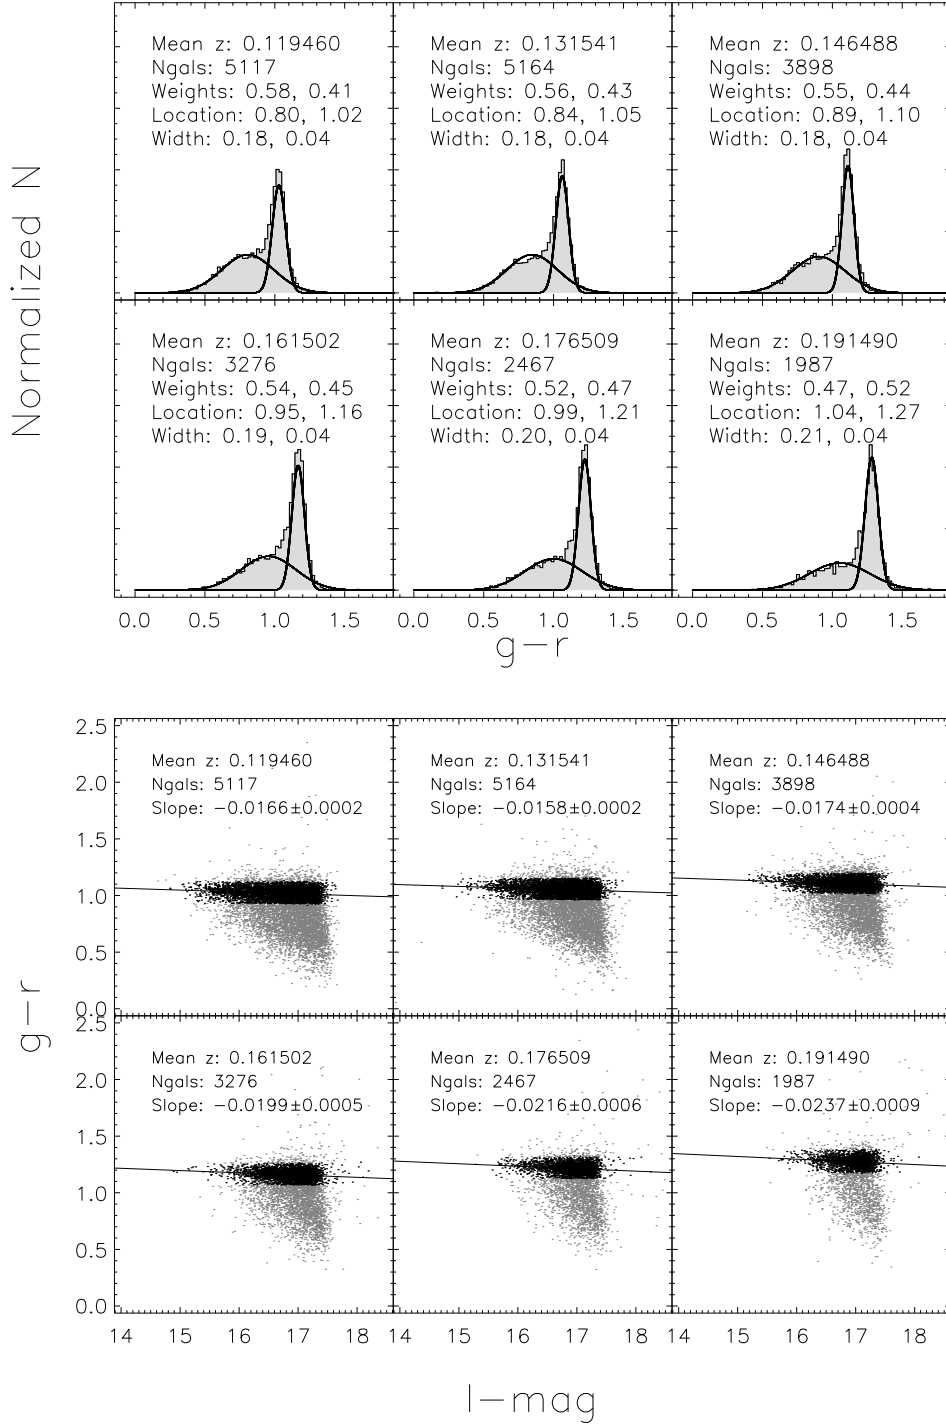 Normalized N
Mean z: 0.119460
Ngals: 5117
Weights: 0.58, 0.41
Location: 0.80, 1.02
Width: 0.18, 0.04
Mean z: 0.131541
Ngals: 5164
Weights: 0.56, 0.43
Location: 0.84, 1.05
Width: 0.18, 0.04
Mean z: 0.146488
Ngals: 3898
Weights: 0.55, 0.44
Location: 0.89, 1.10
Width: 0.18, 0.04
Mean z: 0.161502
Ngals: 3276
Weights: 0.54, 0.45
Location: 0.95, 1.16
Width: 0.19, 0.04
Mean z: 0.176509
Ngals: 2467
Weights: 0.52, 0.47
Location: 0.99, 1.21
Width: 0.20, 0.04
Mean z: 0.191490
Ngals: 1987
Weights: 0.47, 0.52
Location: 1.04, 1.27
Width: 0.21, 0.04
0.0 0.5 1.0 1.5 0.0 0.5 1.0 1.5 0.0 0.5 1.0 1.5
g−r
g−r
2.5
2.0
1.5
1.0
0.5
0.0
Mean z: 0.119460
Ngals: 5117
Slope: −0.0166±0.0002
Mean z: 0.131541
Ngals: 5164
Slope: −0.0158±0.0002
Mean z: 0.146488
Ngals: 3898
Slope: −0.0174±0.0004
2.5
2.0
1.5
1.0
0.5
0.0
Mean z: 0.161502
Ngals: 3276
Slope: −0.0199±0.0005
Mean z: 0.176509
Ngals: 2467
Slope: −0.0216±0.0006
Mean z: 0.191490
Ngals: 1987
Slope: −0.0237±0.0009
14 15 16 17 14 15 16 17 14 15 16 17 18
I−mag